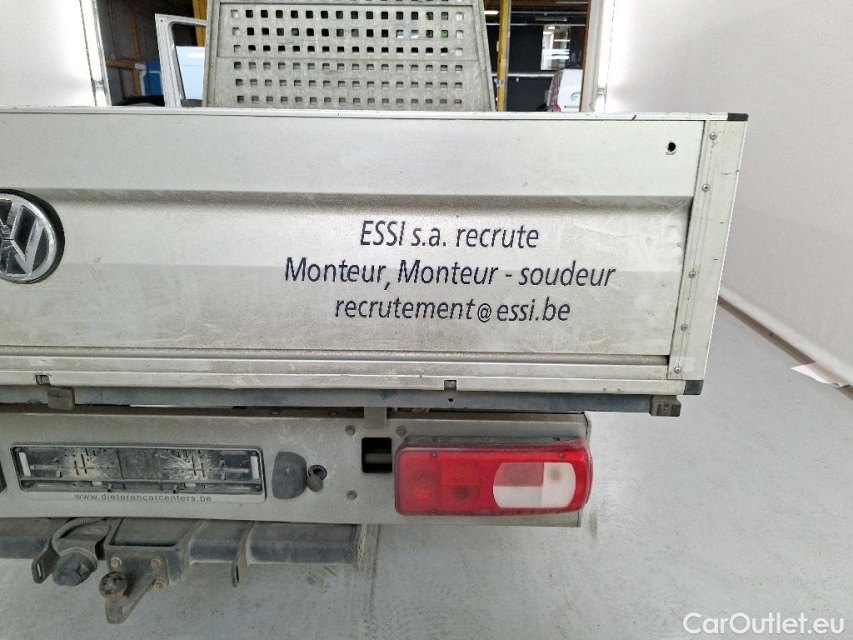 ESSI s.a. recrute
Monteur, Monteur - soudeur
recrutement@essi.be
www.dieterencarcenters.be
CarOutlet.eu